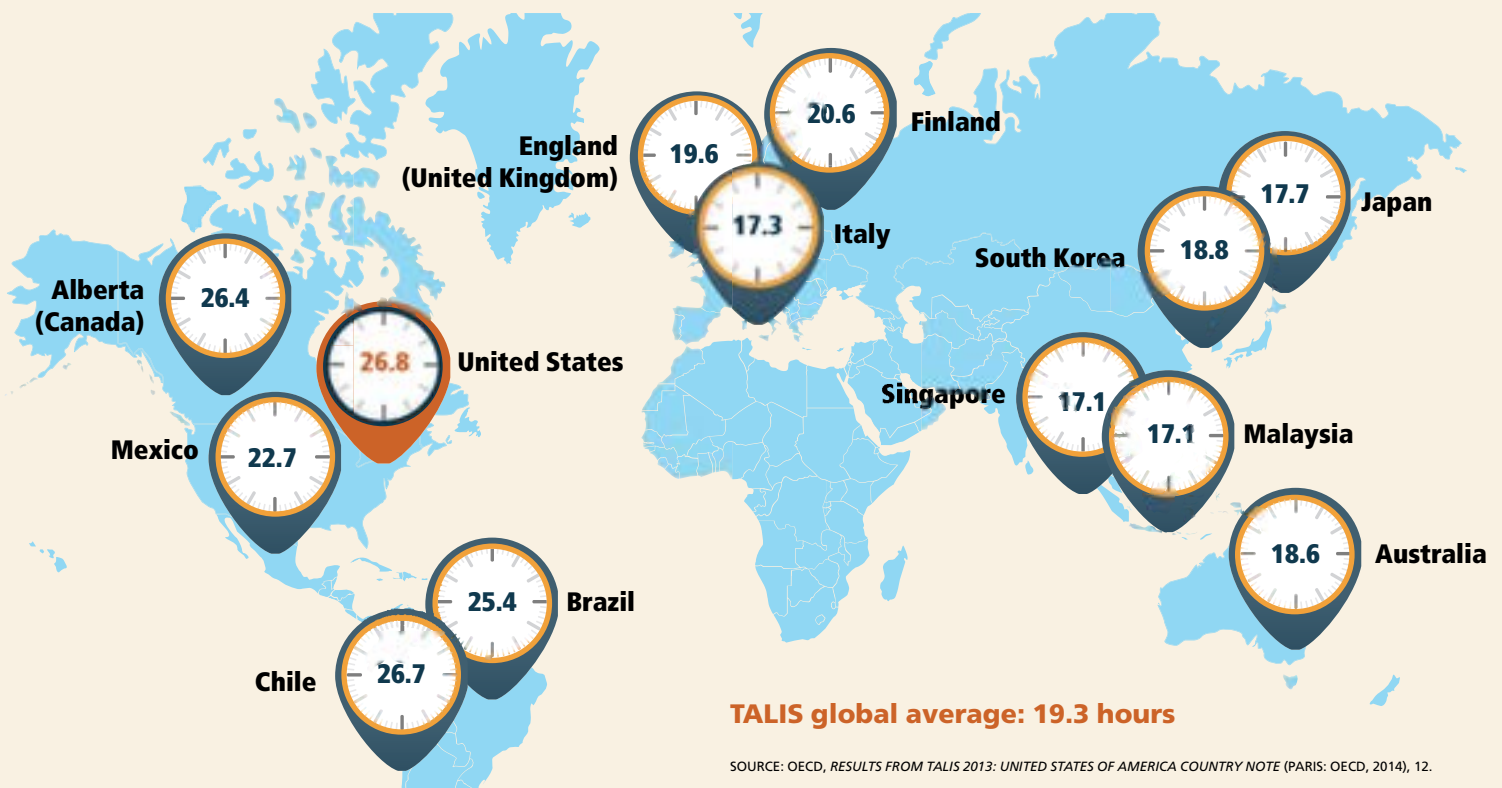 20.6
Finland
England
(United Kingdom)
19.6
17.3
Italy
17.7
Japan
South Korea
18.8
Alberta
(Canada)
26.4
26.8
United States
Singapore
17.1
17.1
Malaysia
Mexico
22.7
18.6
Australia
25.4
Brazil
Chile
26.7
TALIS global average: 19.3 hours
SOURCE: OECD, RESULTS FROM TALIS 2013: UNITED STATES OF AMERICA COUNTRY NOTE (PARIS: OECD, 2014), 12.